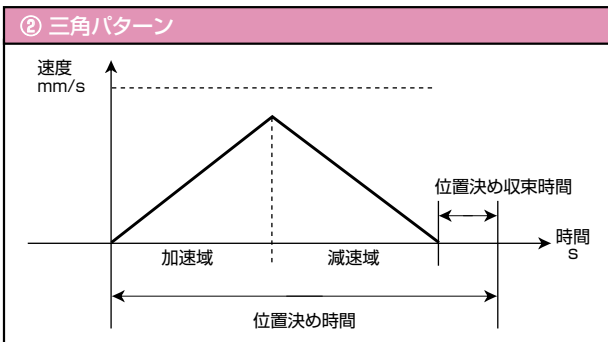 ② 三角パターン
速度
mm/s
位置決め収束時間
時間
s
加速域
減速域
位置決め時間